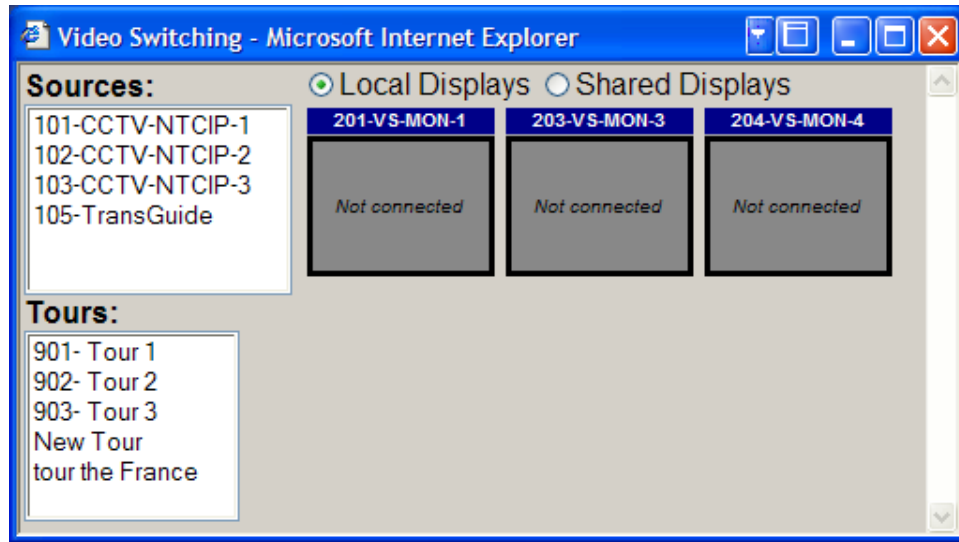 Video Switching - Microsoft Internet Explorer
Sources:
Local Displays Shared Displays
101-CCTV-NTCIP-1
102-CCTV-NTCIP-2
103-CCTV-NTCIP-3
105-TransGuide
201-VS-MON-1 203-VS-MON-3 204-VS-MON-4
Not connected Not connected Not connected
Tours:
901- Tour 1
902- Tour 2
903- Tour 3
New Tour
tour the France